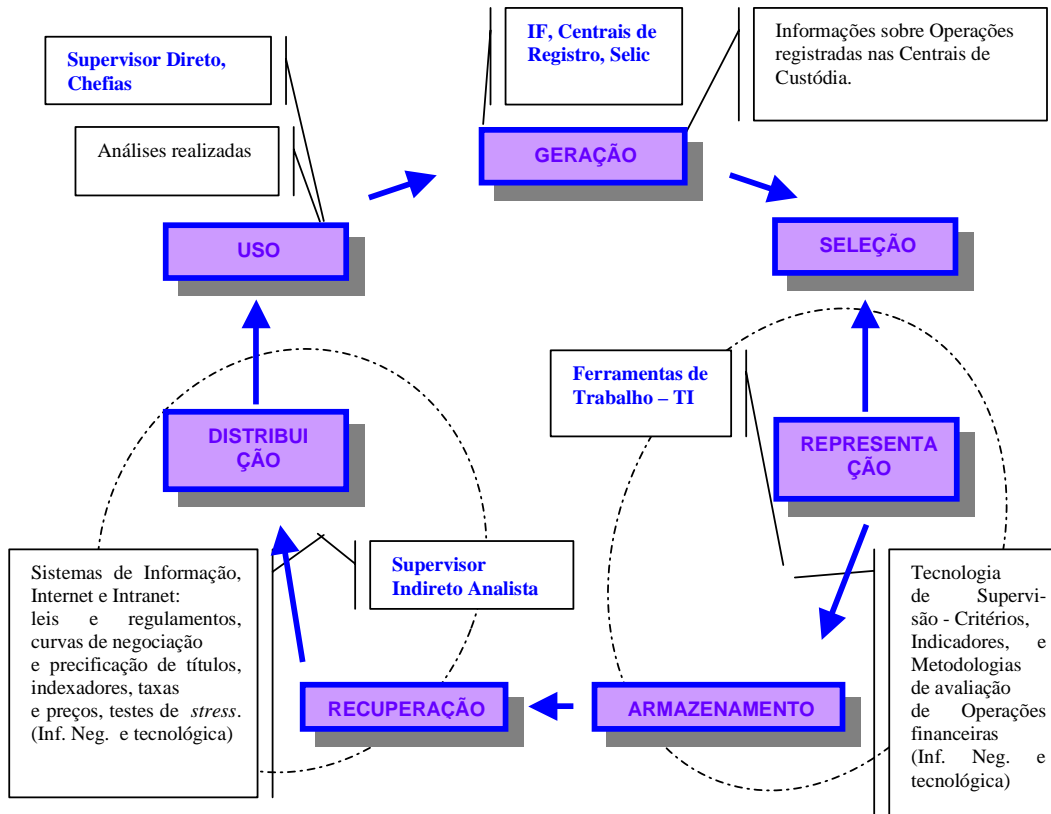 Supervisor Direto,
Chefias
IF, Centrais de
Registro, Selic
Informações sobre Operações
registradas nas Centrais de
Custódia.
Análises realizadas
GERAÇÃO
USO
SELEÇÃO
Ferramentas de
Trabalho – TI
DISTRIBUI
ÇÃO
REPRESENTA
ÇÃO
Sistemas de Informação,
Internet e Intranet:
leis e regulamentos,
curvas de negociação
e precificação de títulos,
indexadores, taxas
e preços, testes de stress.
(Inf. Neg. e tecnológica)
Supervisor
Indireto Analista
Tecnologia
de Supervi-
são - Critérios,
Indicadores, e
Metodologias
de avaliação
de Operações
financeiras
(Inf. Neg. e
tecnológica)
RECUPERAÇÃO
ARMAZENAMENTO